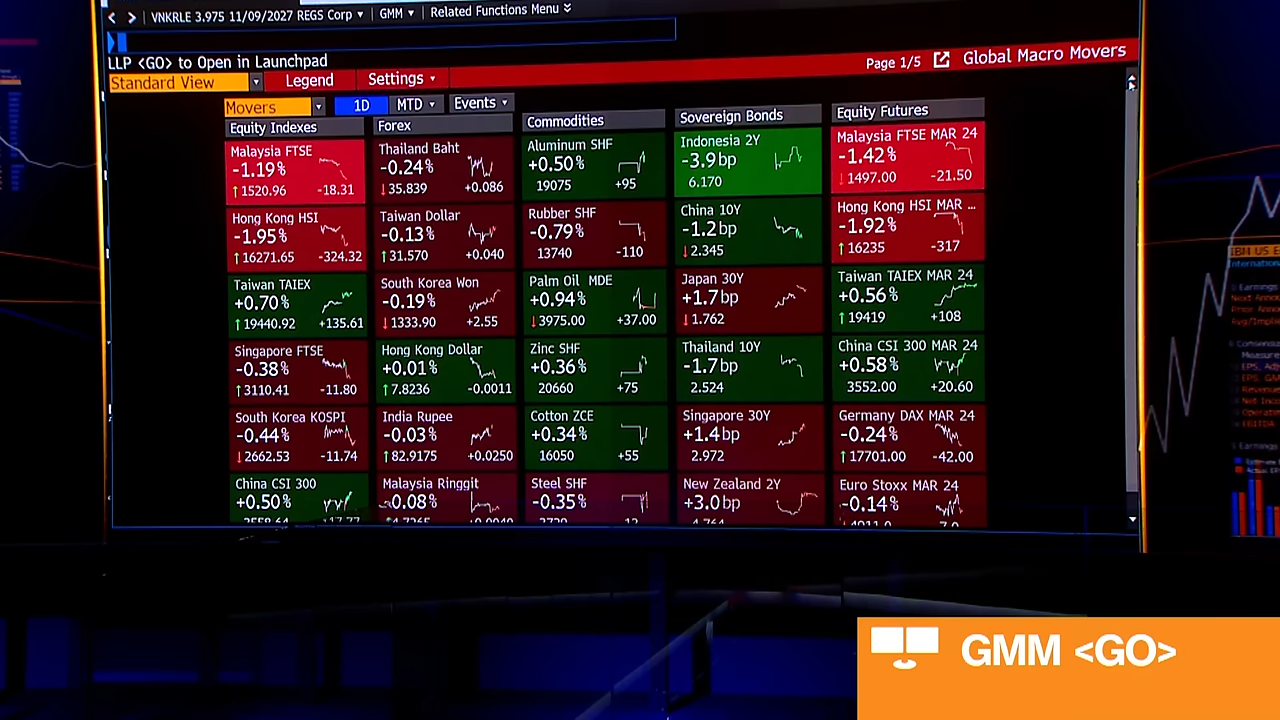 VNKRLE 3.975 11/09/2027 REGS Corp GMM Related Functions Menu
LLP <GO> to Open in Launchpad
Page 1/5 Global Macro Movers
Standard View Legend Settings
Movers 1D MTD Events
Equity Indexes
Malaysia FTSE
-1.19%
↑1520.96 -18.31
Hong Kong HSI
-1.95%
↑16271.65 -324.32
Taiwan TAIEX
+0.70%
↑19440.92 +135.61
Singapore FTSE
-0.38%
↑3110.41 -11.80
South Korea KOSPI
-0.44%
↓2662.53 -11.74
China CSI 300
+0.50%
Forex
Thailand Baht
-0.24%
↓35.839 +0.086
Taiwan Dollar
-0.13%
↑31.570 +0.040
South Korea Won
-0.19%
↓1333.90 +2.55
Hong Kong Dollar
+0.01%
↑7.8236 -0.0011
India Rupee
-0.03%
↑82.9175 +0.0250
Malaysia Ringgit
-0.08%
Commodities
Aluminum SHF
+0.50%
19075 +95
Rubber SHF
-0.79%
13740 -110
Palm Oil MDE
+0.94%
↓3975.00 +37.00
Zinc SHF
+0.36%
20660 +75
Cotton ZCE
+0.34%
16050 +55
Steel SHF
-0.35%
Sovereign Bonds
Indonesia 2Y
-3.9bp
6.170
China 10Y
-1.2bp
↓2.345
Japan 30Y
+1.7bp
↓1.762
Thailand 10Y
-1.7bp
2.524
Singapore 30Y
+1.4bp
2.972
New Zealand 2Y
+3.0bp
Equity Futures
Malaysia FTSE MAR 24
-1.42%
↓1497.00 -21.50
Hong Kong HSI MAR ...
-1.92%
↑16235 -317
Taiwan TAIEX MAR 24
+0.56%
↑19419 +108
China CSI 300 MAR 24
+0.58%
3552.00 +20.60
Germany DAX MAR 24
-0.24%
↑17701.00 -42.00
Euro Stoxx MAR 24
-0.14%
IBM US E
Internation
Earnings
Next Anno
Prior Anno
Avg/Impli
Measure
Earnings
GMM <GO>